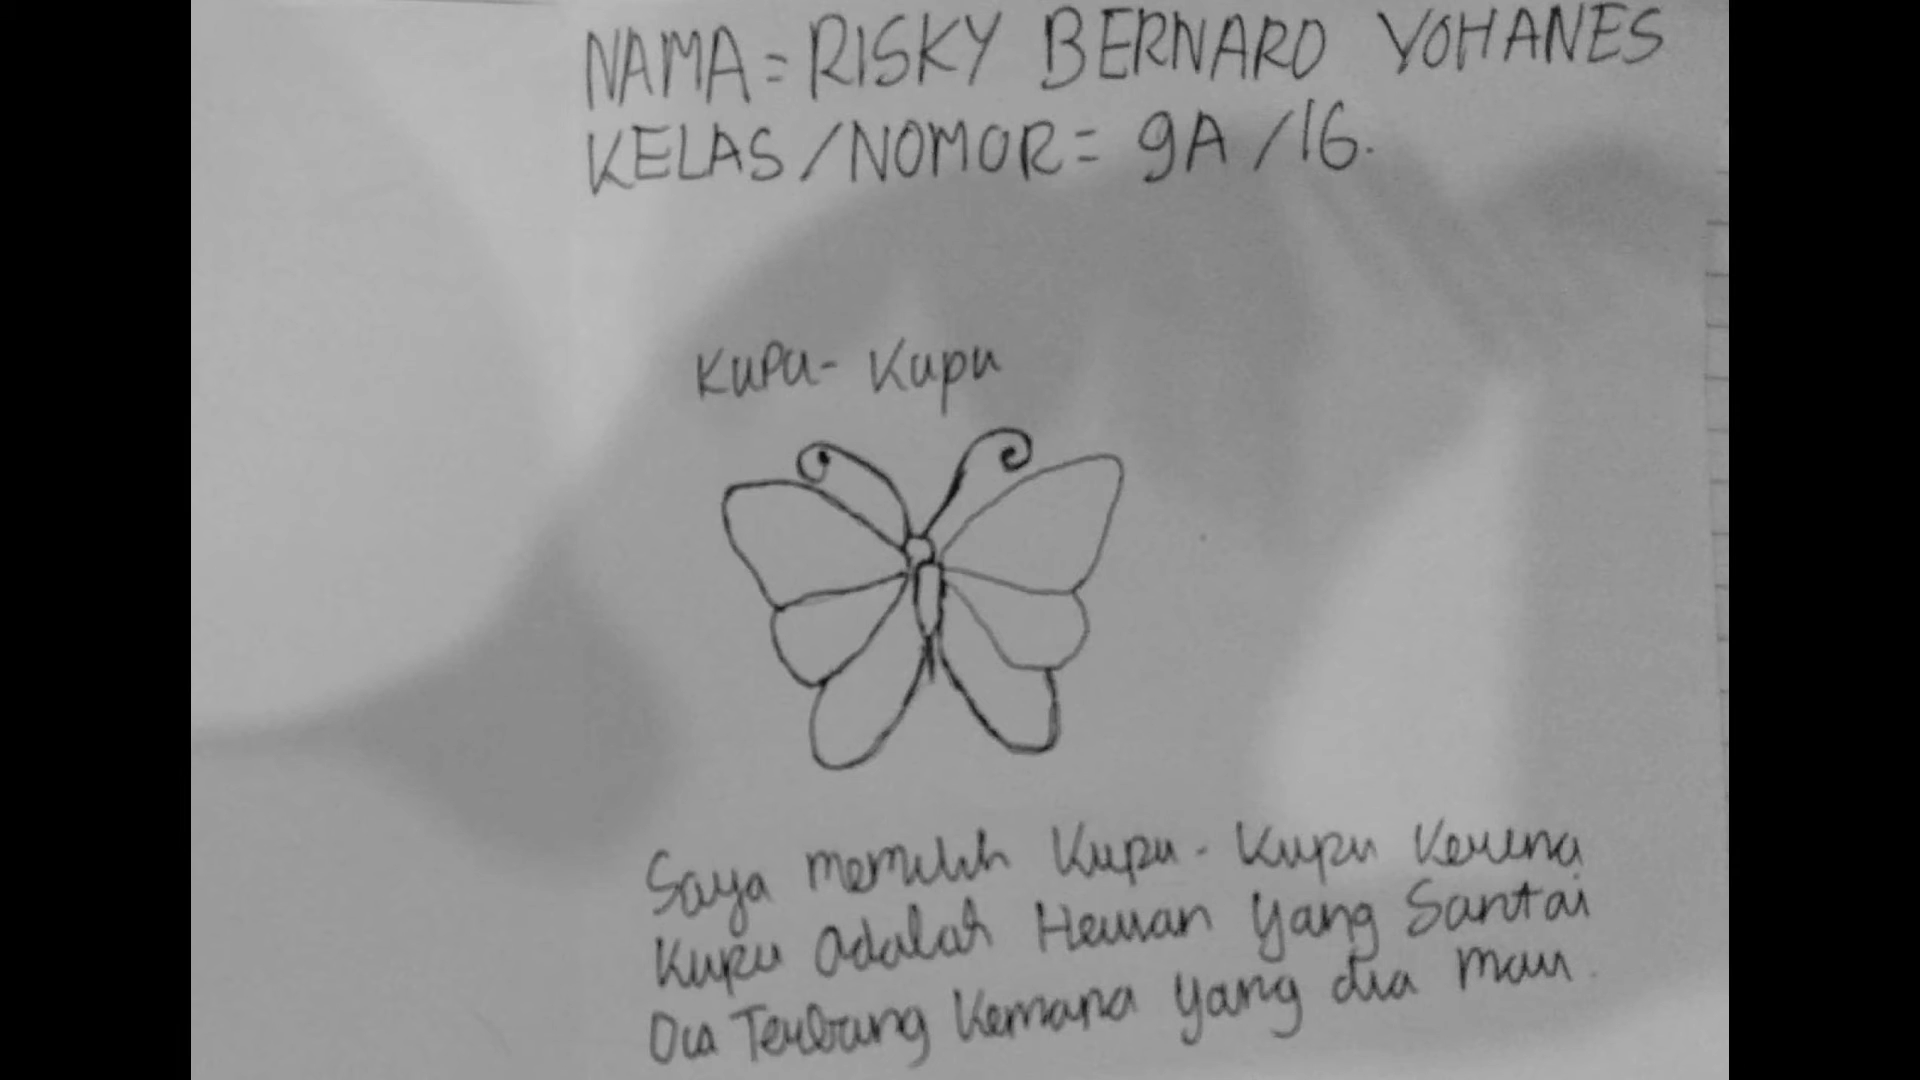 NAMA = RISKY BERNARD YOHANES
KELAS / NOMOR = 9A / 16.
Kupu - Kupu
Saya memilih Kupu - Kupu Kerena
Kupu adalah Hewan Yang Santai
Dia Terbang Kemana yang dia mau.